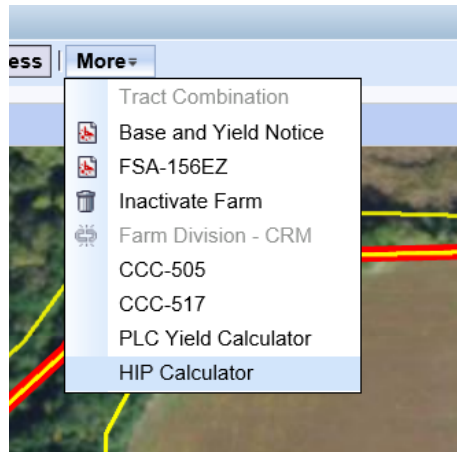 ess | More
Tract Combination
Base and Yield Notice
FSA-156EZ
Inactivate Farm
Farm Division - CRM
CCC-505
CCC-517
PLC Yield Calculator
HIP Calculator